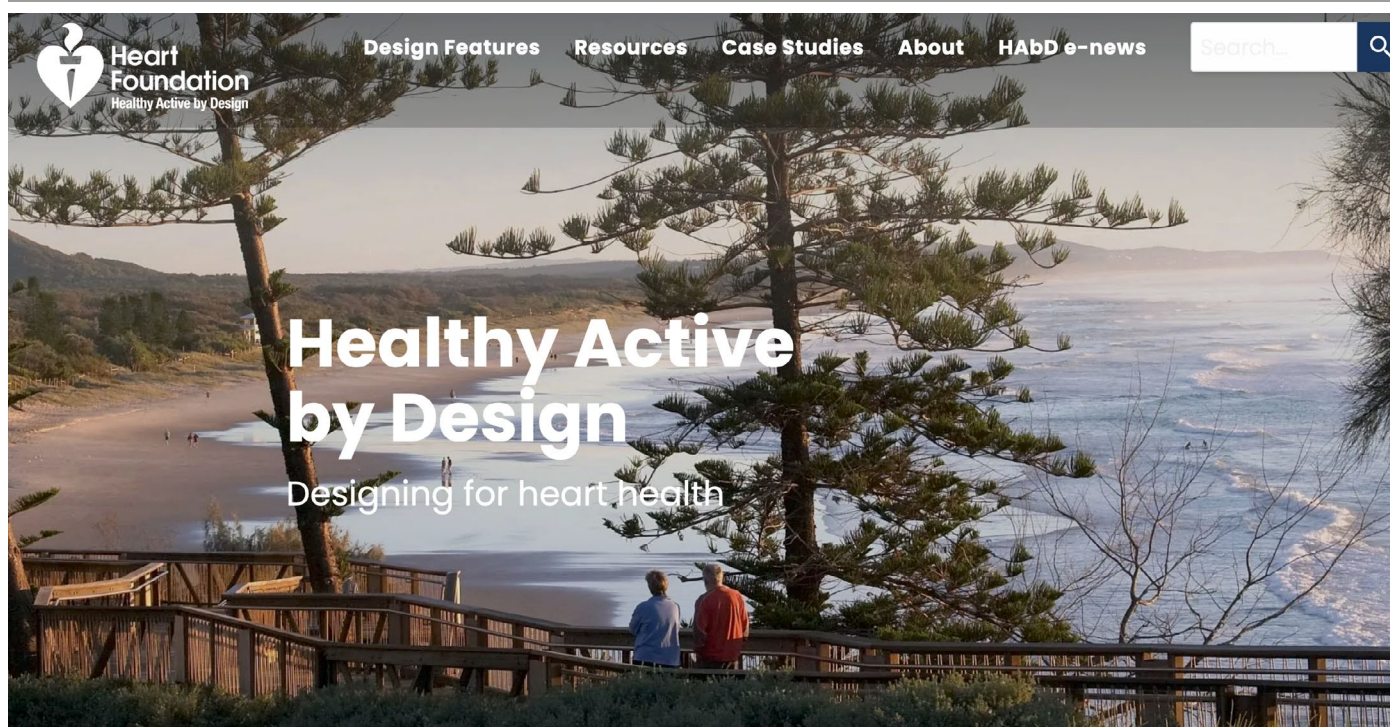 Heart
Foundation
Healthy Active by Design
Design Features Resources Case Studies About HAbD e-news
Search...
Healthy Active
by Design
Designing for heart health